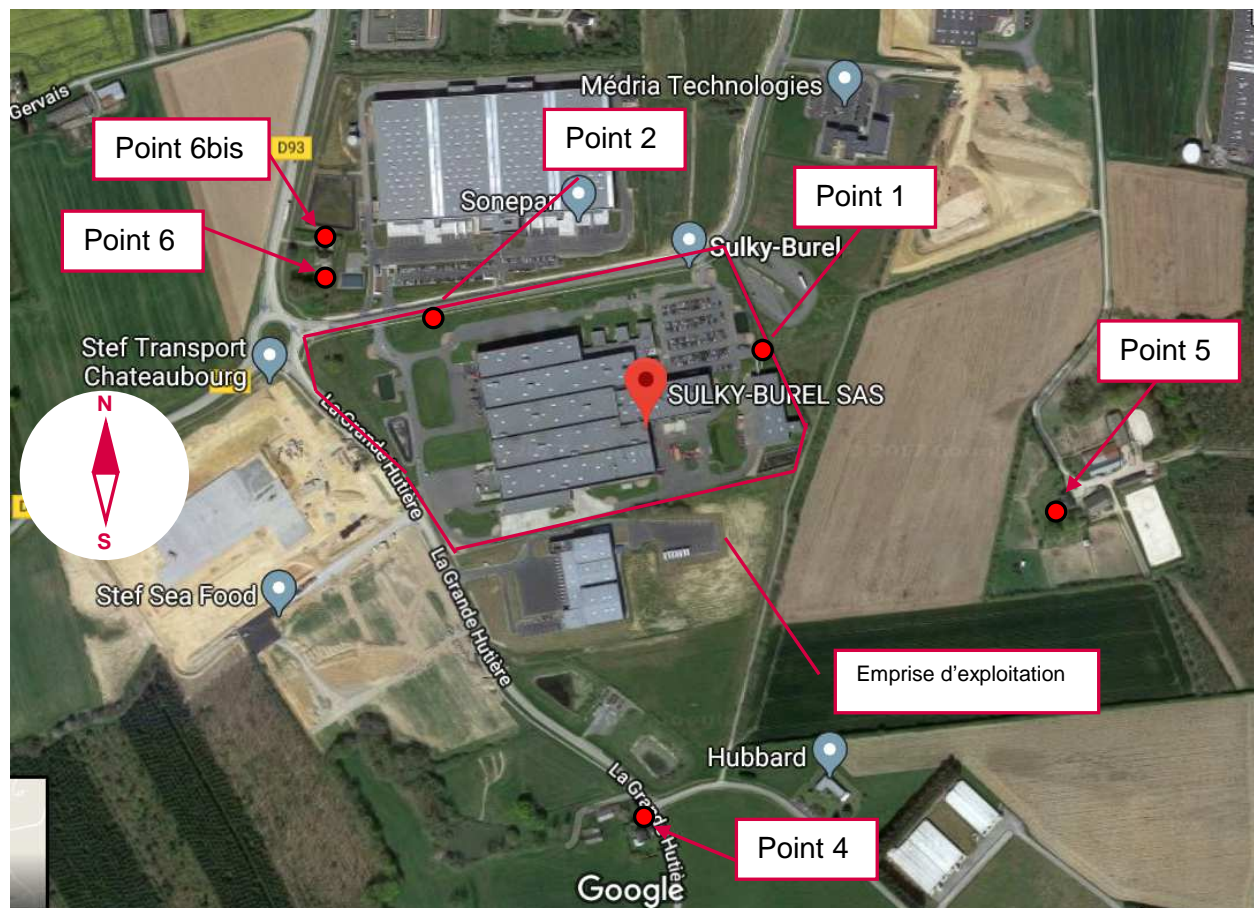 Gervais
Médria Technologies
D93
Point 6bis
Point 2
Sonepar
Point 1
Point 6
Sulky-Burel
Stef Transport
Chateaubourg
Point 5
N
La Grande Hutière
SULKY-BUREL SAS
S
La Grande Hutière
Stef Sea Food
Emprise d'exploitation
Hubbard
La Grande Hutière
Point 4
Google